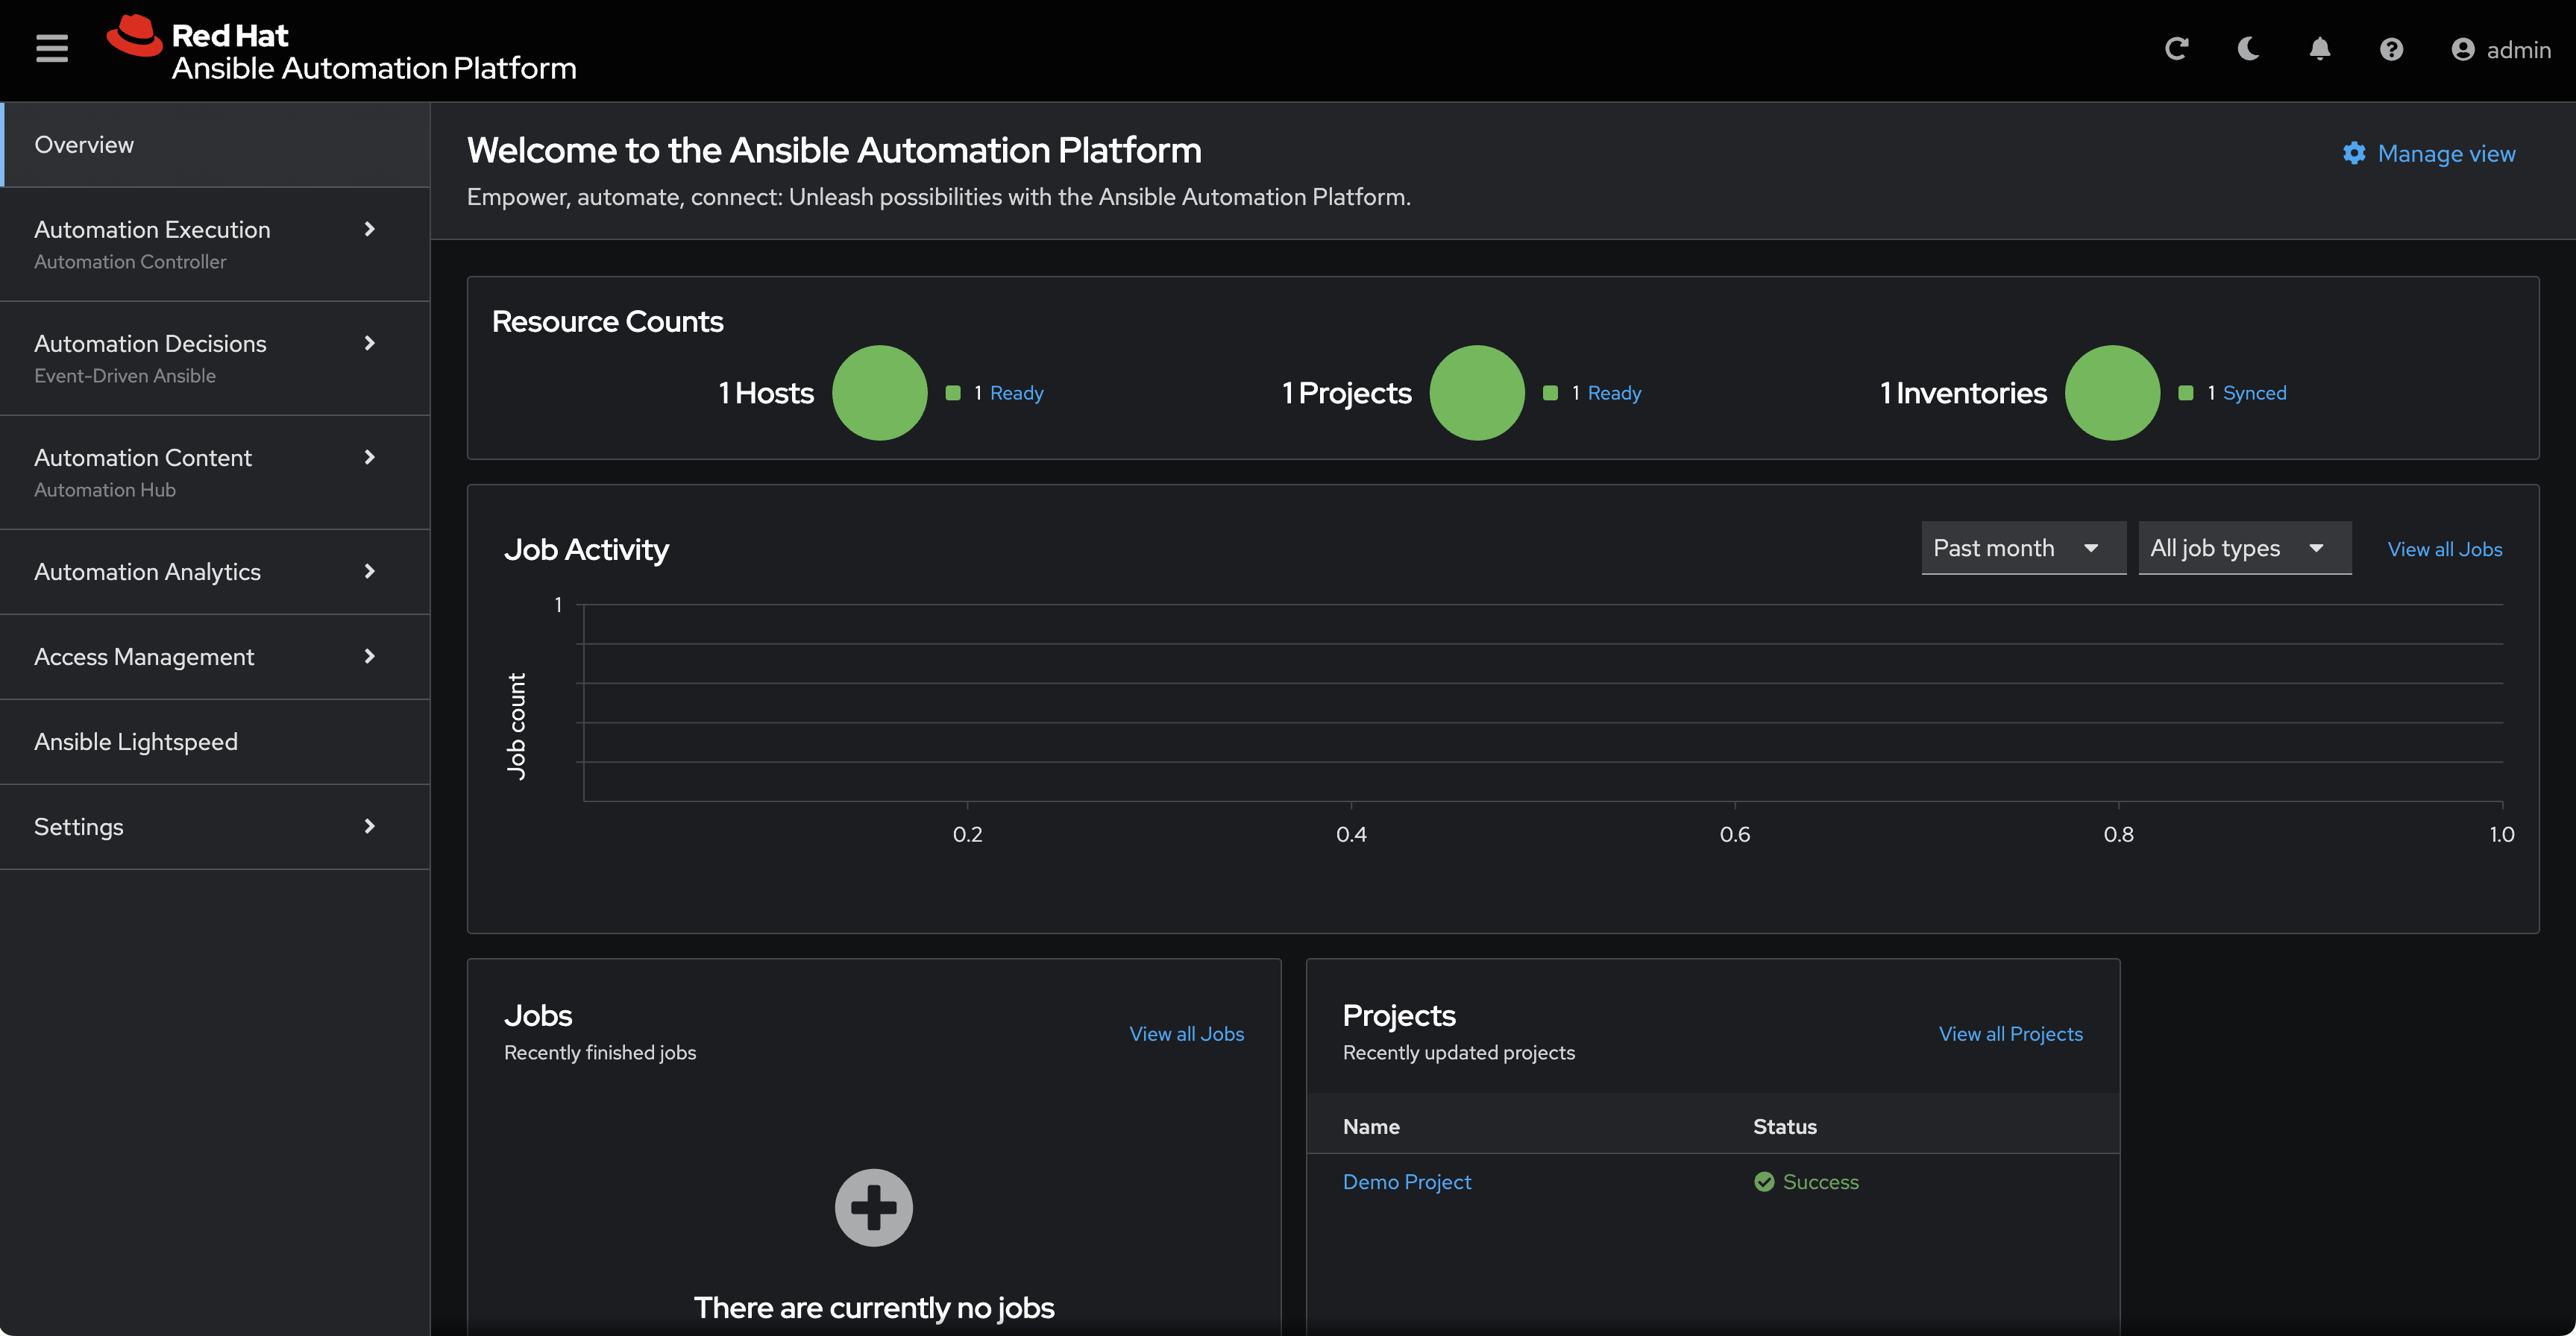 Red Hat
Ansible Automation Platform
admin
Overview
Automation Execution
Automation Controller
Automation Decisions
Event-Driven Ansible
Automation Content
Automation Hub
Automation Analytics
Access Management
Ansible Lightspeed
Settings
Welcome to the Ansible Automation Platform
Manage view
Empower, automate, connect: Unleash possibilities with the Ansible Automation Platform.
Resource Counts
1 Hosts 1 Ready 1 Projects 1 Ready 1 Inventories 1 Synced
Job Activity Past month All job types View all Jobs
1
Job count
0.2 0.4 0.6 0.8 1.0
Jobs
View all Jobs
Recently finished jobs
There are currently no jobs
Projects
View all Projects
Recently updated projects
Name Status
Demo Project Success